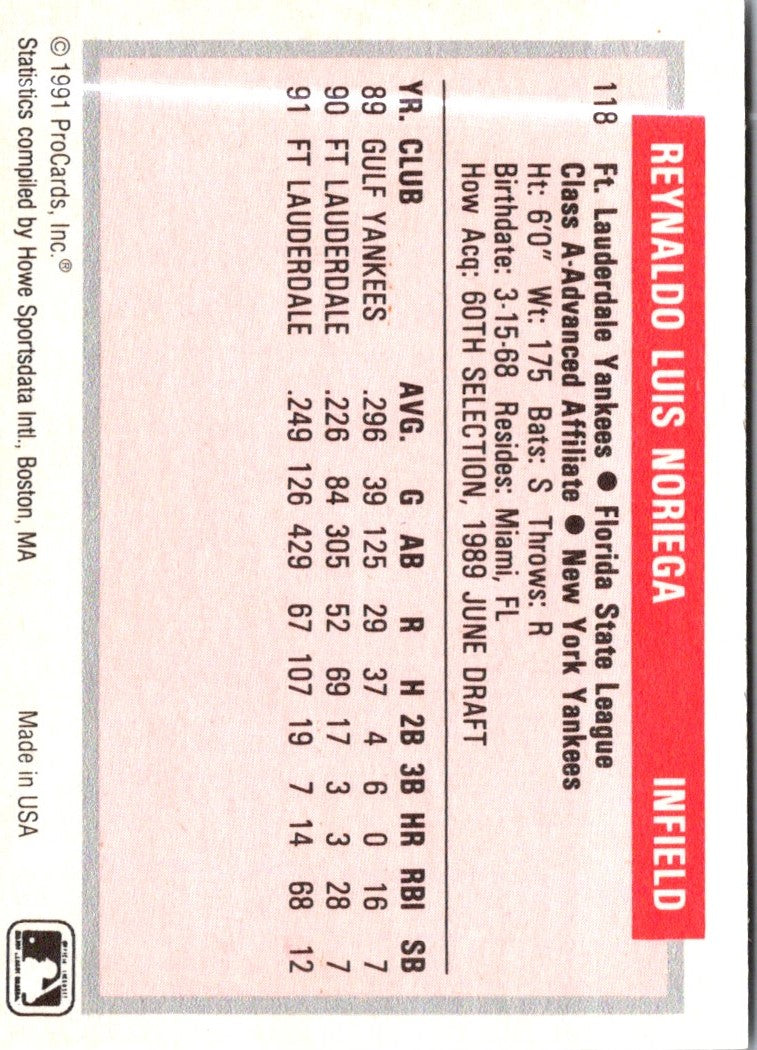 REYNALDO LUIS NORIEGA INFIELD
118 Ft. Lauderdale Yankees ● Florida State League
Class A-Advanced Affiliate ● New York Yankees
Ht: 6'0" Wt: 175 Bats: S Throws: R
Birthdate: 3-15-68 Resides: Miami, FL
How Acq: 60TH SELECTION, 1989 JUNE DRAFT
YR. CLUB AVG. G AB R H 2B 3B HR RBI SB
89 GULF YANKEES .296 39 125 29 37 4 6 0 16 7
90 FT LAUDERDALE .226 84 305 52 69 17 3 3 28 7
91 FT LAUDERDALE .249 126 429 67 107 19 7 14 68 12
© 1991 ProCards, Inc.®
Statistics compiled by Howe Sportsdata Intl., Boston, MA Made in USA